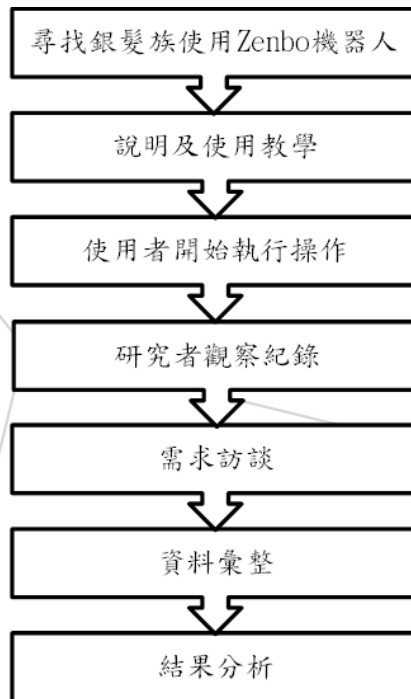 尋找銀髮族使用Zenbo機器人
說明及使用教學
使用者開始執行操作
研究者觀察紀錄
需求訪談
資料彙整
結果分析